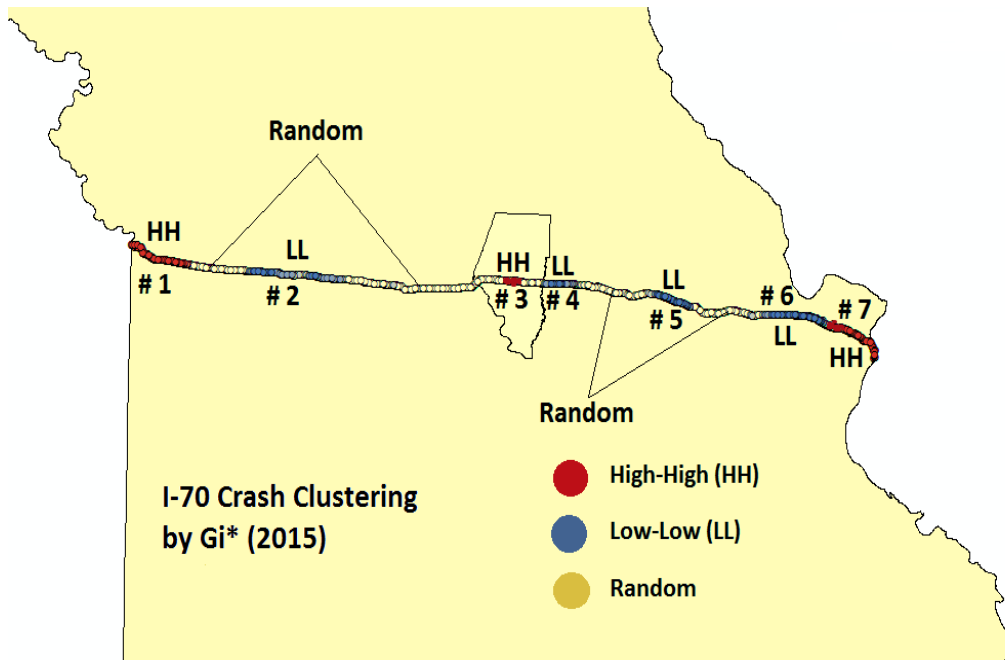 Random
HH
# 1
LL
# 2
HH
# 3
LL
# 4
LL
# 5
# 6
LL
# 7
HH
Random
I-70 Crash Clustering
by Gi* (2015)
High-High (HH)
Low-Low (LL)
Random